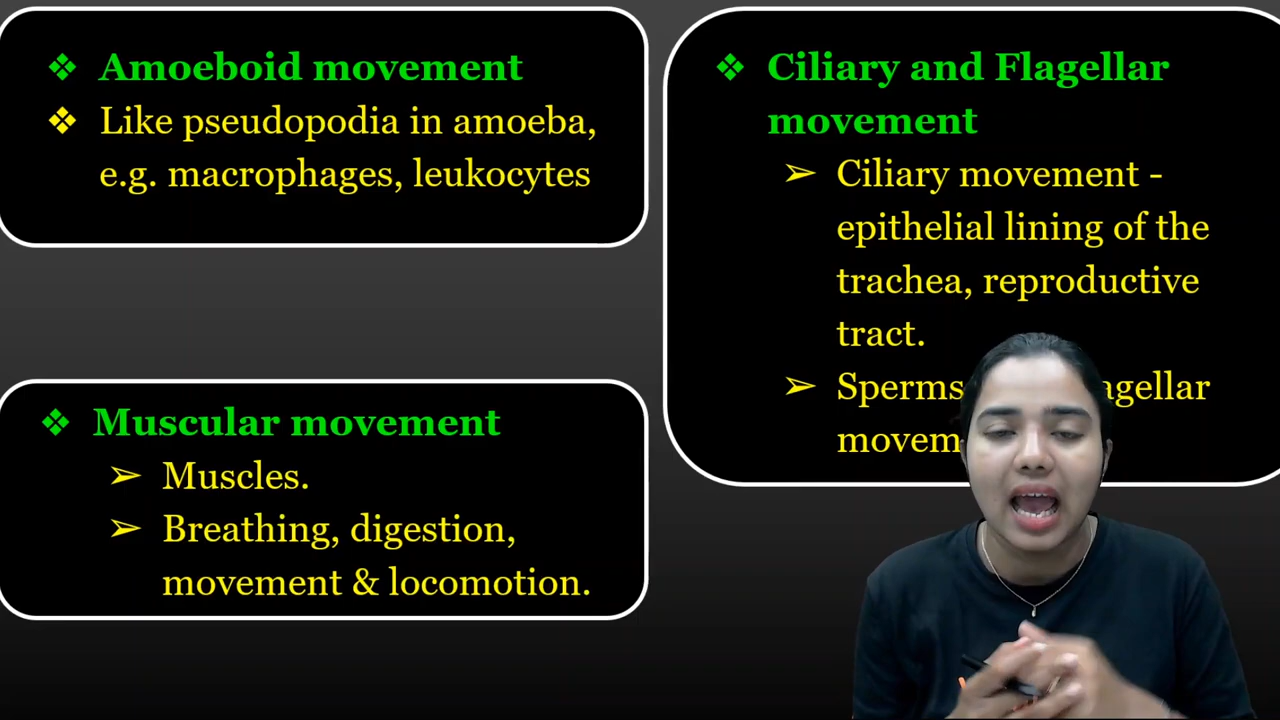 ❖ Amoeboid movement
❖ Like pseudopodia in amoeba,
e.g. macrophages, leukocytes
❖ Muscular movement
➢ Muscles.
➢ Breathing, digestion,
movement & locomotion.
❖ Ciliary and Flagellar
movement
➢ Ciliary movement -
epithelial lining of the
trachea, reproductive
tract.
➢ Sperms